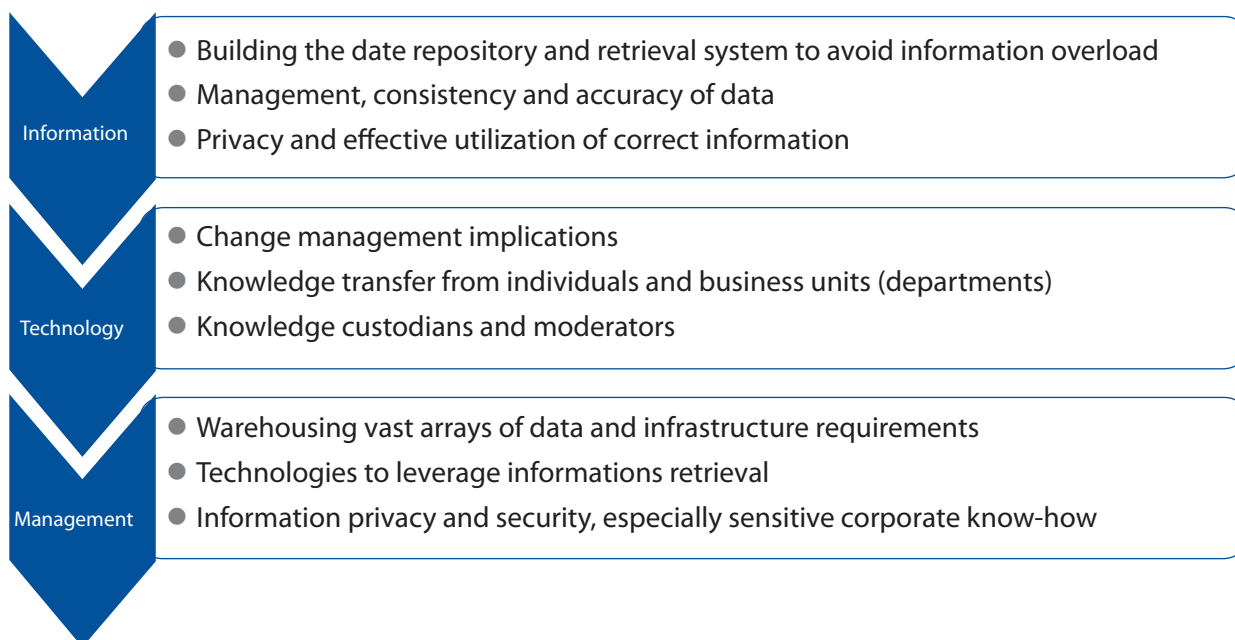 Information
● Building the date repository and retrieval system to avoid information overload
● Management, consistency and accuracy of data
● Privacy and effective utilization of correct information
Technology
● Change management implications
● Knowledge transfer from individuals and business units (departments)
● Knowledge custodians and moderators
Management
● Warehousing vast arrays of data and infrastructure requirements
● Technologies to leverage informations retrieval
● Information privacy and security, especially sensitive corporate know-how